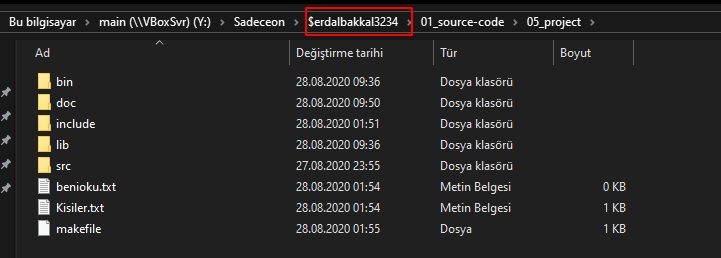 Bu bilgisayar > main (\\VBoxSvr) (Y:) > Sadeceon > $erdalbakkal3234 > 01_source-code > 05_project >
Ad Değiştirme tarihi Tür Boyut
bin 28.08.2020 09:36 Dosya klasörü
doc 28.08.2020 09:50 Dosya klasörü
include 28.08.2020 01:51 Dosya klasörü
lib 28.08.2020 09:36 Dosya klasörü
src 27.08.2020 23:55 Dosya klasörü
benioku.txt 28.08.2020 01:54 Metin Belgesi 0 KB
Kisiler.txt 28.08.2020 01:54 Metin Belgesi 1 KB
makefile 28.08.2020 01:55 Dosya 1 KB